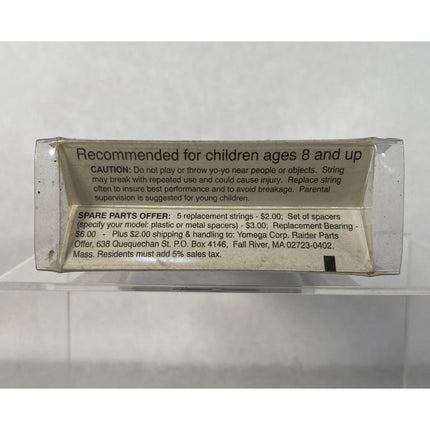 Recommended for children ages 8 and up
CAUTION: Do not play or throw yo-yo near people or objects. String
may break with repeated use and could cause injury. Replace string
often to insure best performance and to avoid breakage. Parental
supervision is suggested for young children.
SPARE PARTS OFFER: 5 replacement strings - $2.00; Set of spacers
(specify your model: plastic or metal spacers) - $3.00; Replacement Bearing -
$6.00 - Plus $2.00 shipping & handling to: Yomega Corp. Raider Parts
Offer, 638 Quequechan St. P.O. Box 4146, Fall River, MA 02723-0402.
Mass. Residents must add 5% sales tax.